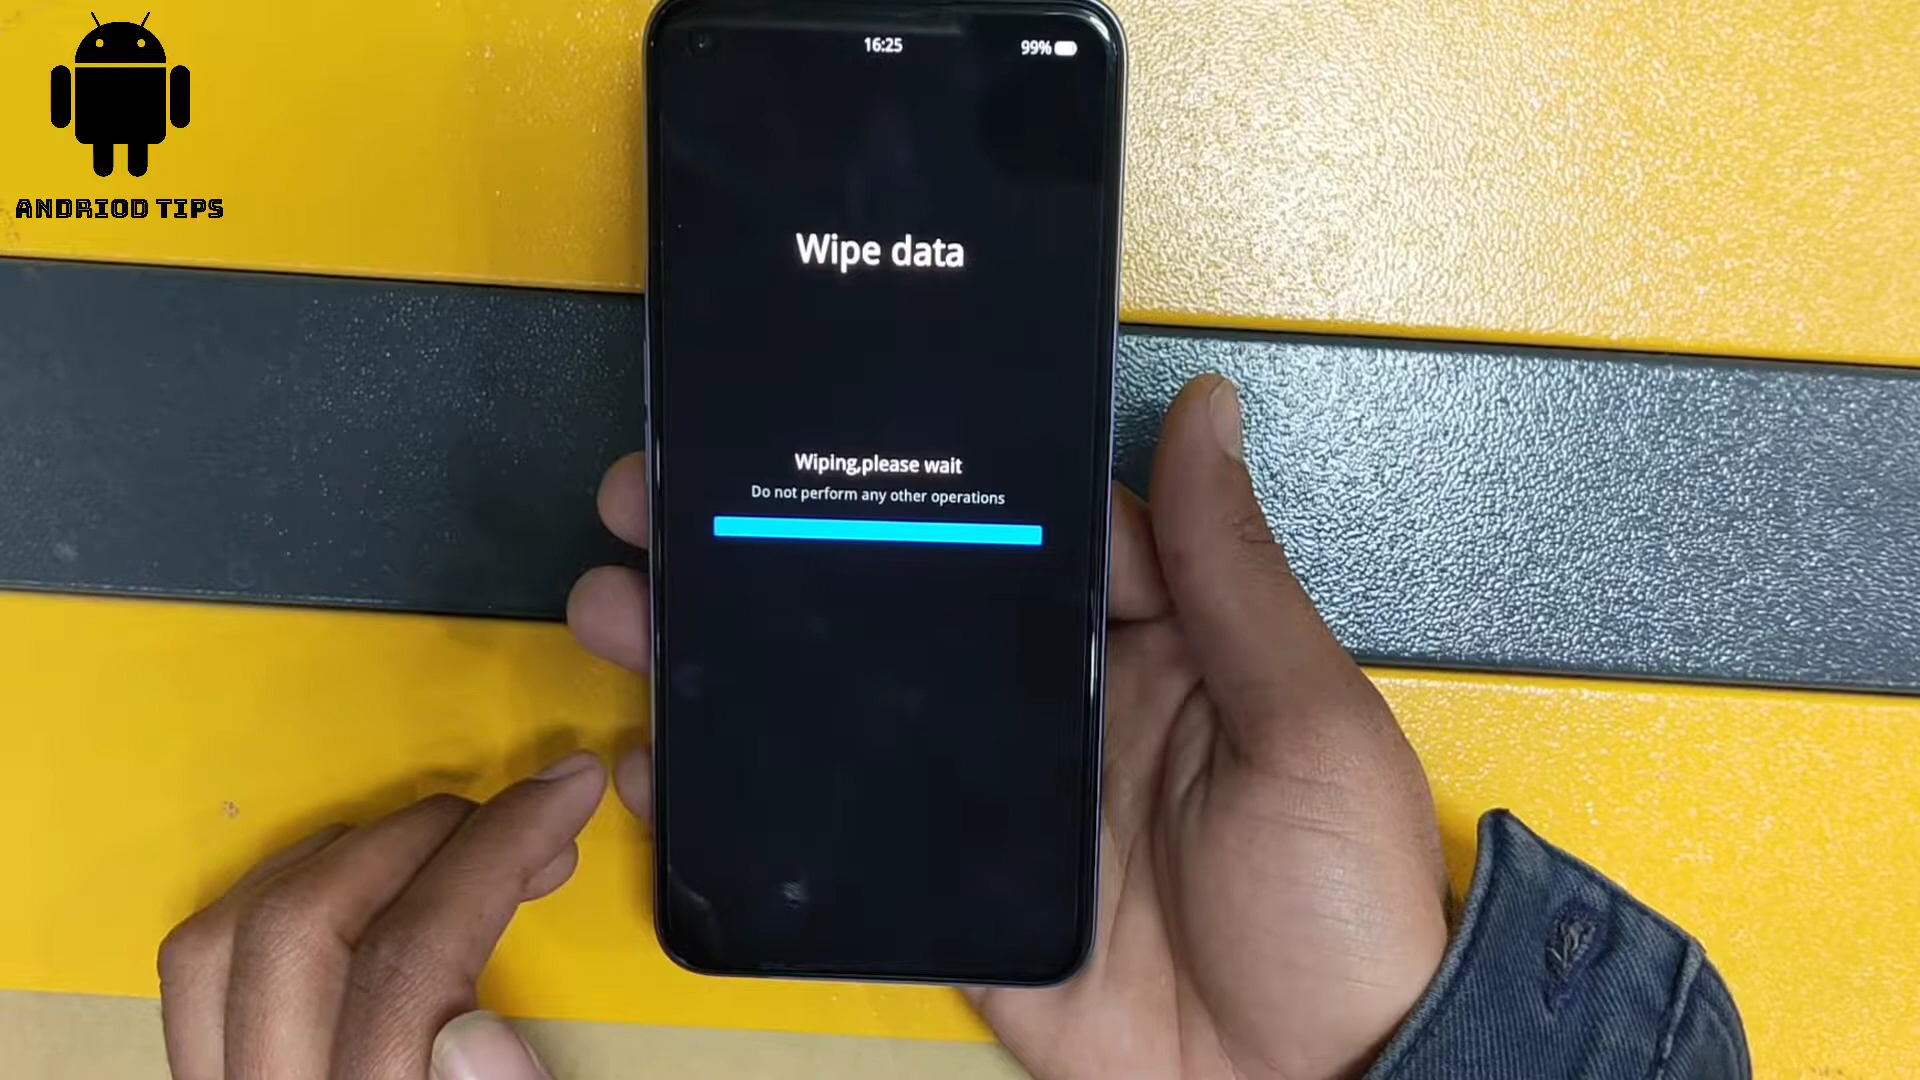 16:25
99%
ANDRIOD TIPS
Wipe data
Wiping,please wait
Do not perform any other operations